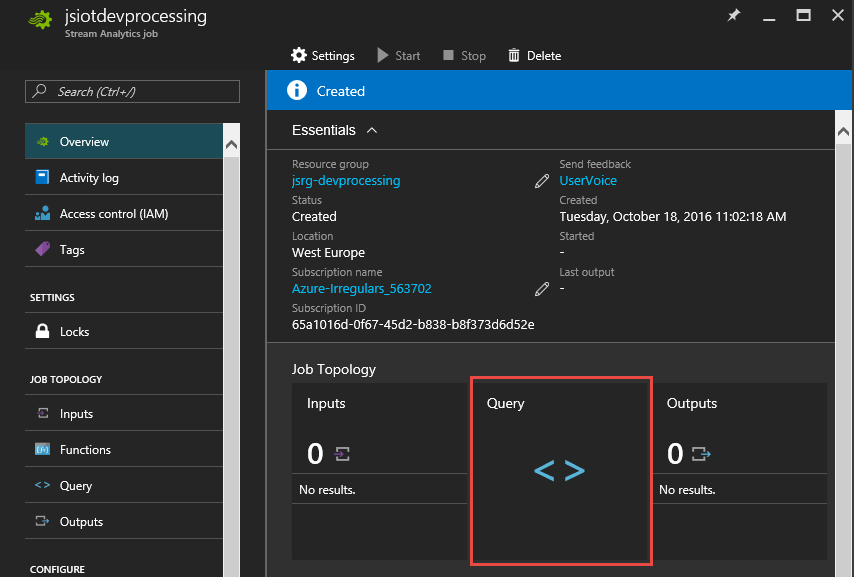 jsiotdevprocessing
Stream Analytics job
Settings
Start
Stop
Delete
Search (Ctrl+/)
Overview
Activity log
Access control (IAM)
Tags
SETTINGS
Locks
JOB TOPOLOGY
Inputs
Functions
Query
Outputs
CONFIGURE
Created
Essentials
Resource group
jsrg-devprocessing
Send feedback
UserVoice
Status
Created
Created
Tuesday, October 18, 2016 11:02:18 AM
Location
West Europe
Started
-
Subscription name
Azure-Irregulars_563702
Last output
-
Subscription ID
65a1016d-0f67-45d2-b838-b8f373d6d52e
Job Topology
Inputs
0
No results.
Query
< >
Outputs
0
No results.